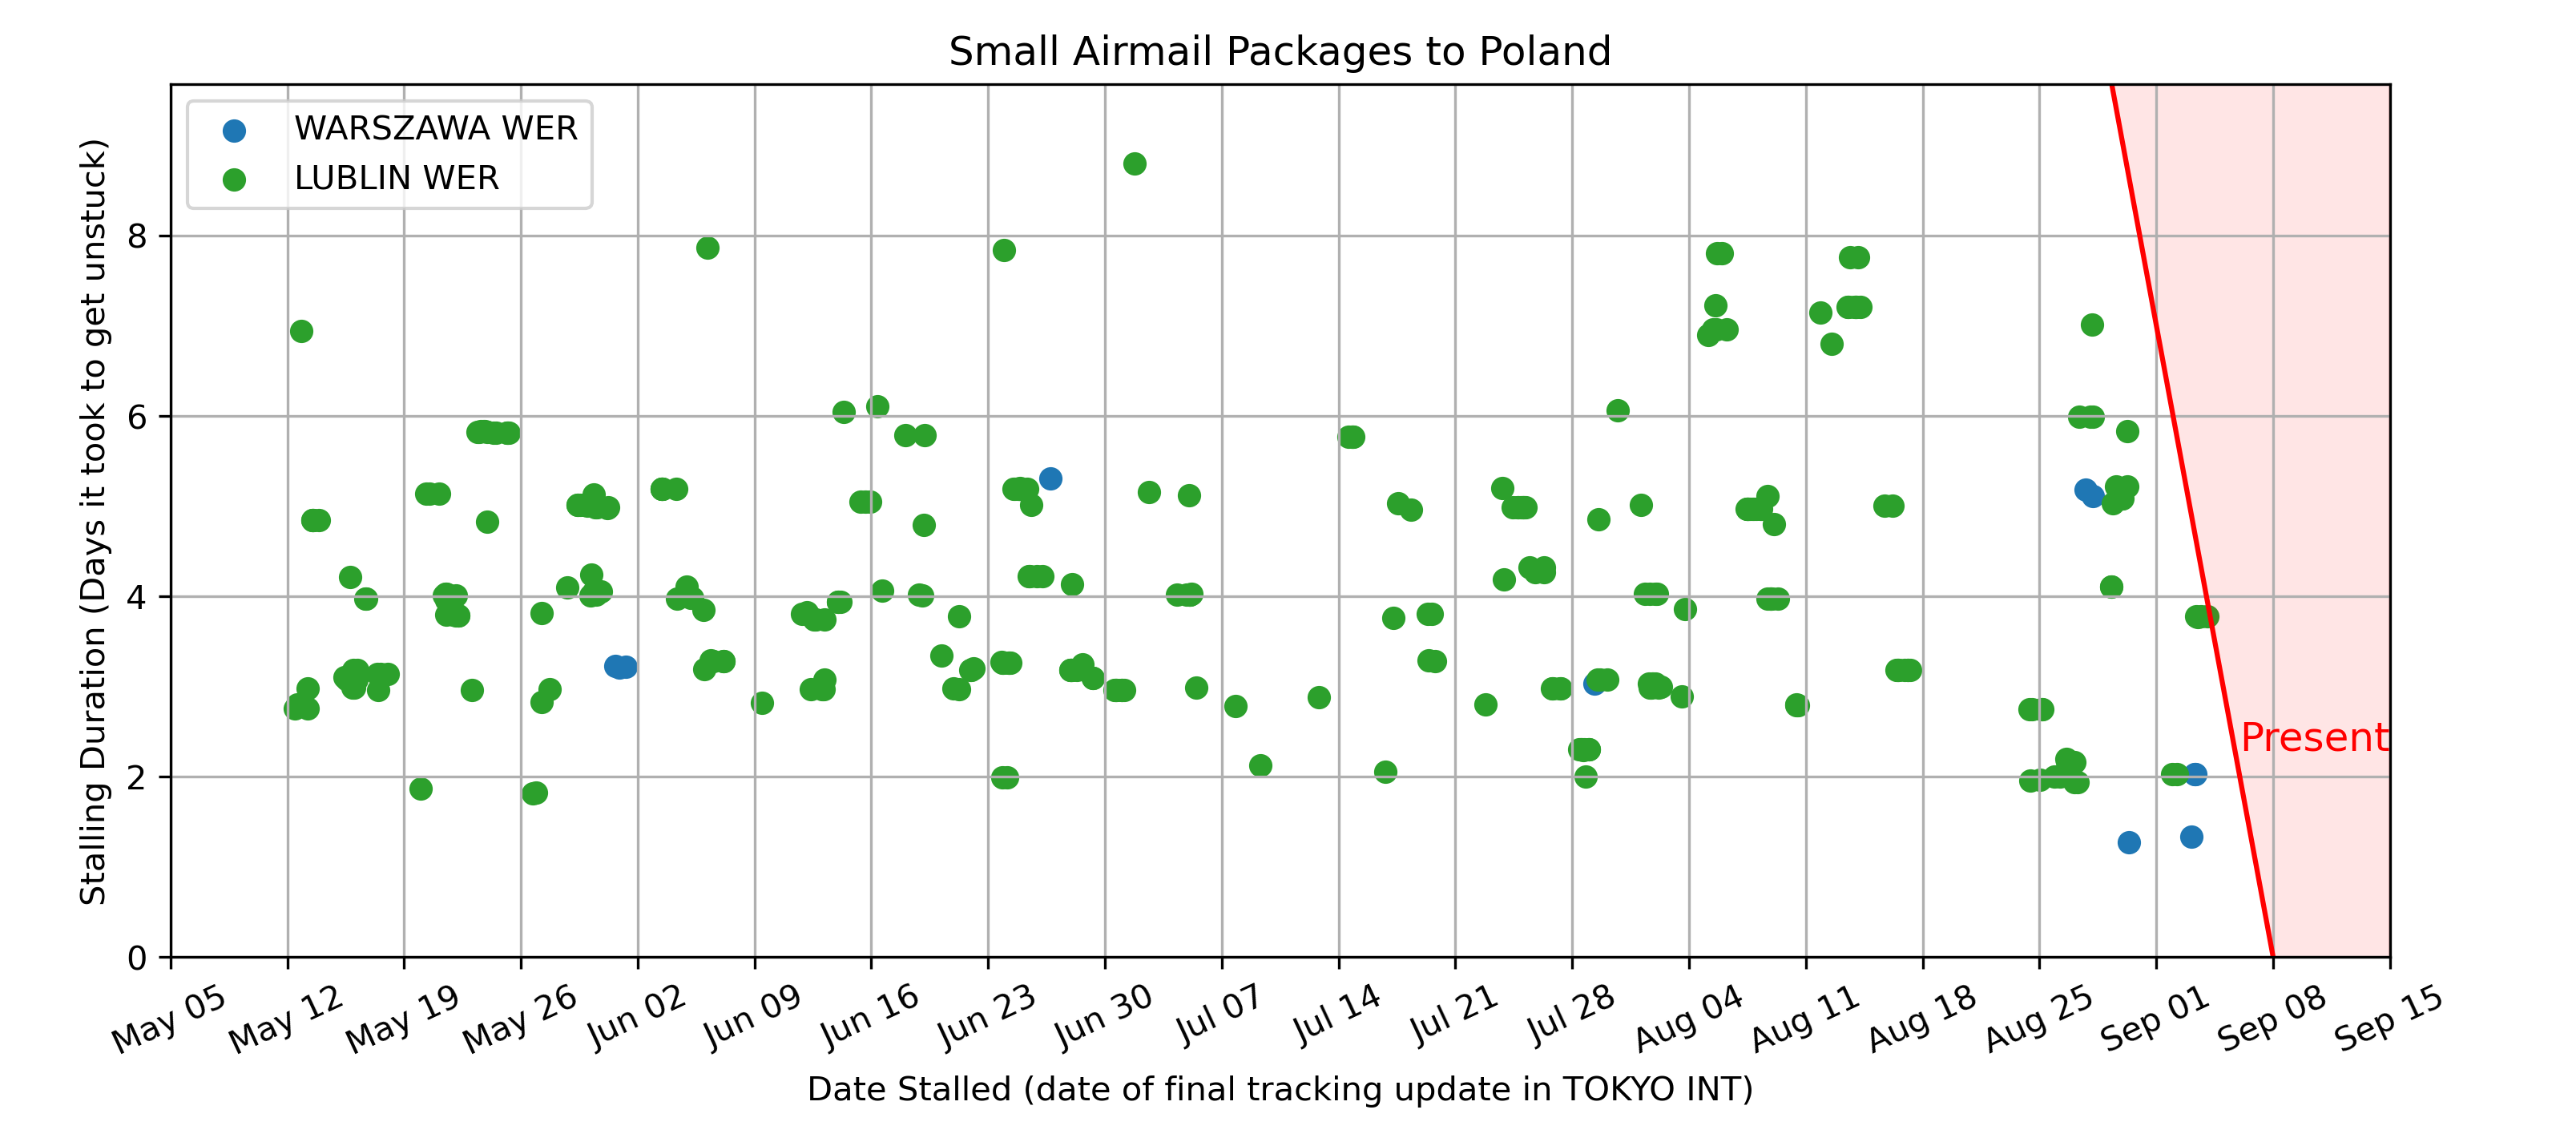 Small Airmail Packages to Poland
WARSZAWA WER
LUBLIN WER
Stalling Duration (Days it took to get unstuck)
8
6
4
2
0
Present
May 05
May 12
May 19
May 26
Jun 02
Jun 09
Jun 16
Jun 23
Jun 30
Jul 07
Jul 14
Jul 21
Jul 28
Aug 04
Aug 11
Aug 18
Aug 25
Sep 01
Sep 08
Sep 15
Date Stalled (date of final tracking update in TOKYO INT)